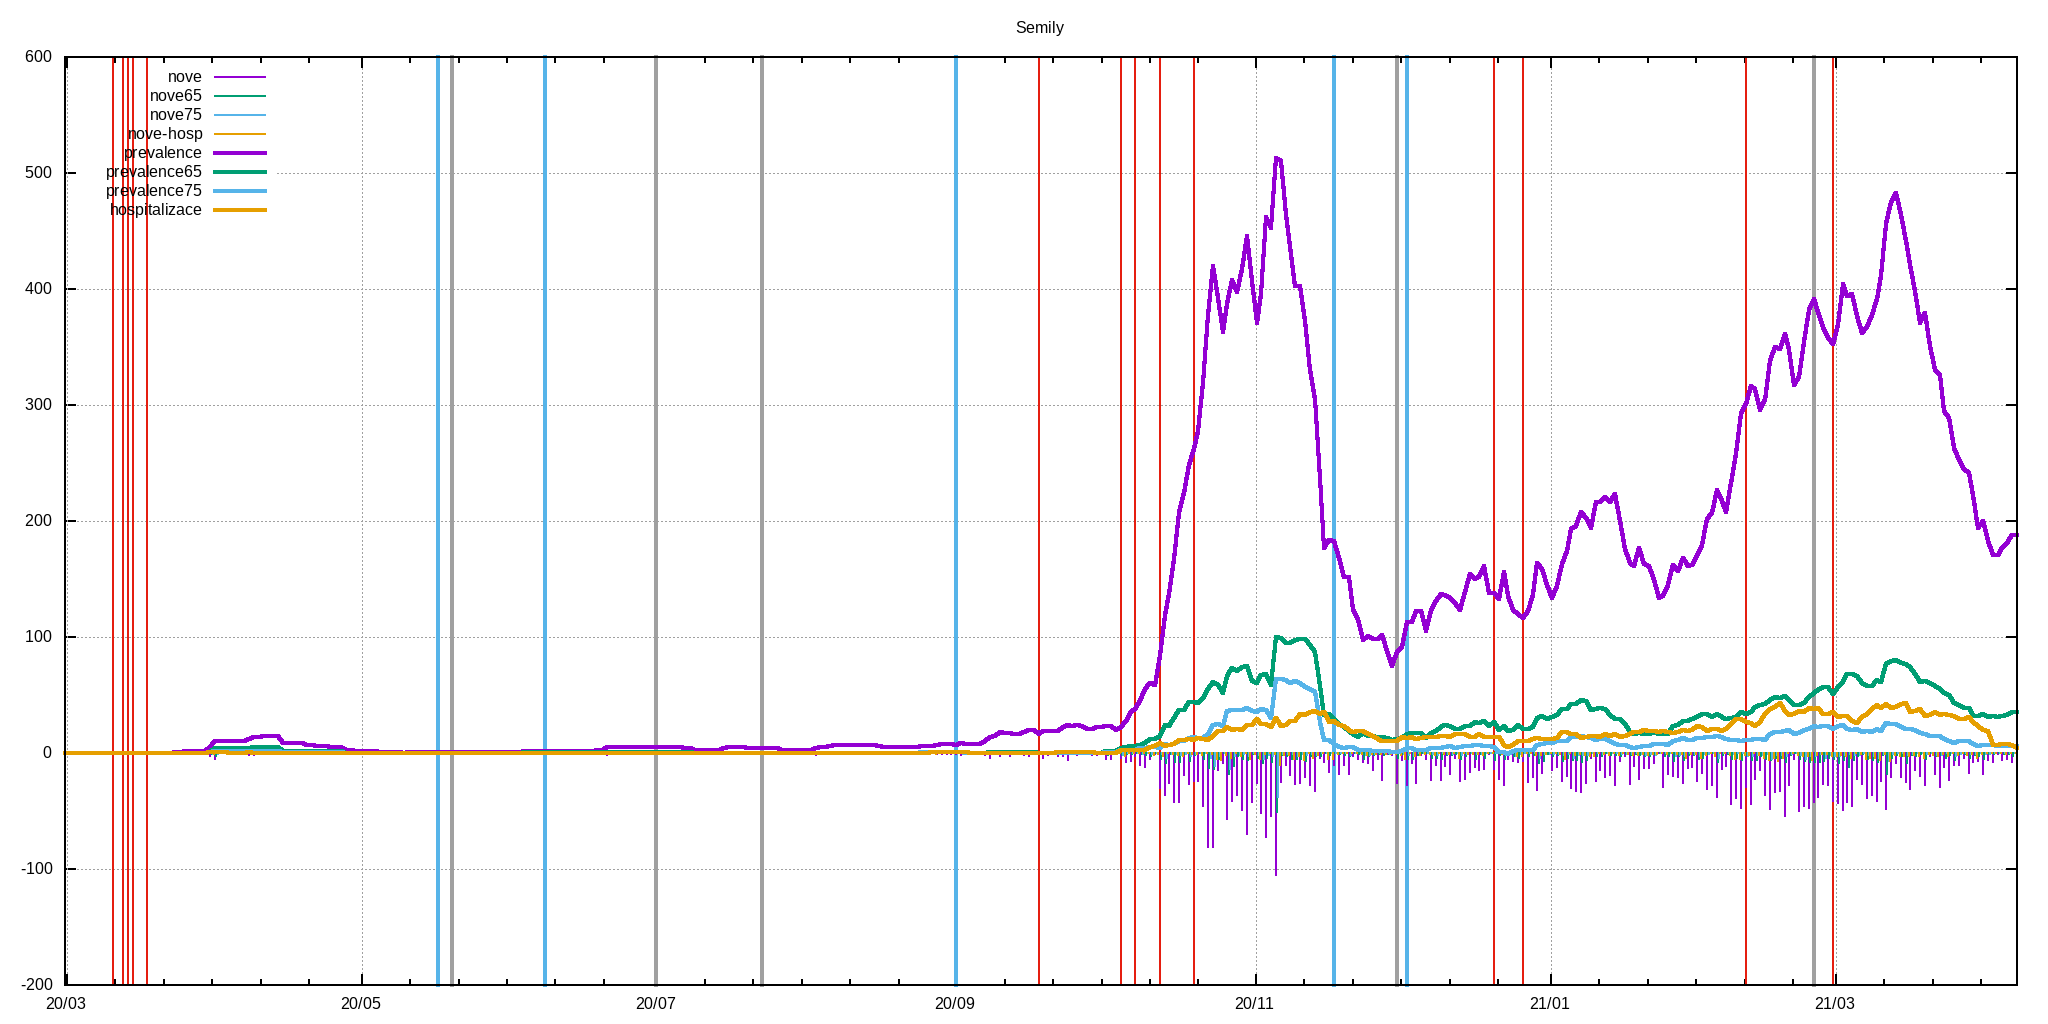 Semily
600
500
400
300
200
100
0
-100
-200
nove
nove65
nove75
nove-hosp
prevalence
prevalence65
prevalence75
hospitalizace
20/03 20/05 20/07 20/09 20/11 21/01 21/03